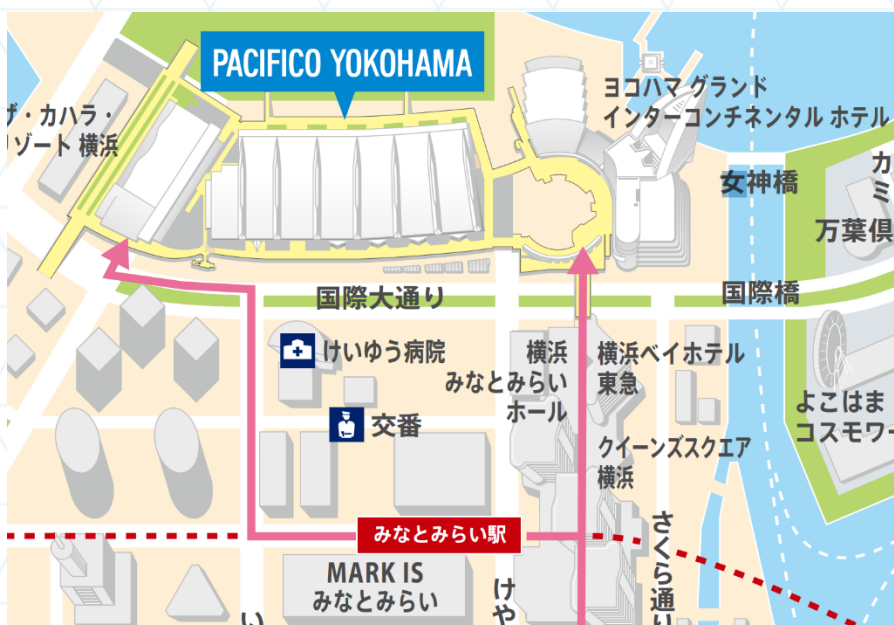 PACIFICO YOKOHAMA
ヨコハマ グランド
インターコンチネンタル ホテル
ザ・カハラ・
リゾート 横浜
女神橋
カ
ミ
万葉倶
国際大通り
国際橋
けいゆう病院
横浜
みなとみらい
ホール
横浜ベイホテル
東急
よこはま
コスモワー
交番
クイーンズスクエア
横浜
みなとみらい駅
さくら通り
MARK IS
みなとみらい
けや
い